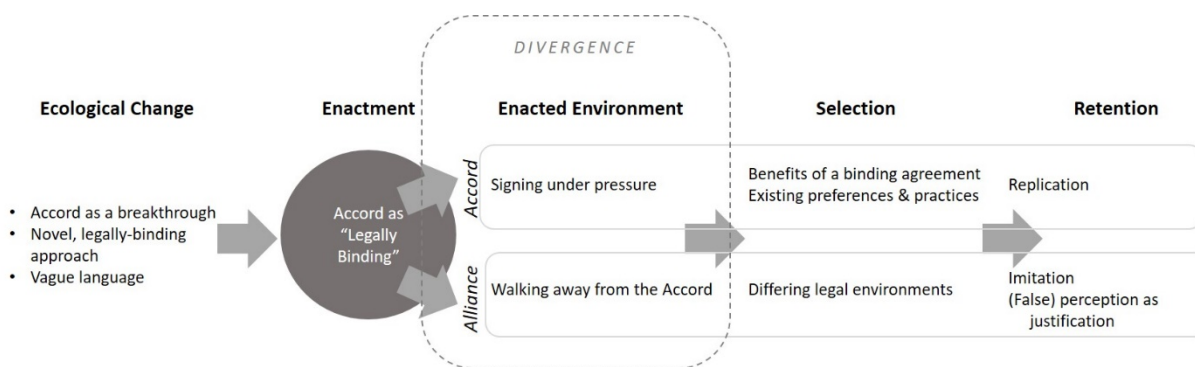 DIVERGENCE
Ecological Change
Enactment
Enacted Environment
Selection
Retention
• Accord as a breakthrough
• Novel, legally-binding
approach
• Vague language
Accord as
“Legally
Binding”
Accord
Signing under pressure
Benefits of a binding agreement
Existing preferences & practices
Replication
Alliance
Walking away from the Accord
Differing legal environments
Imitation
(False) perception as
justification